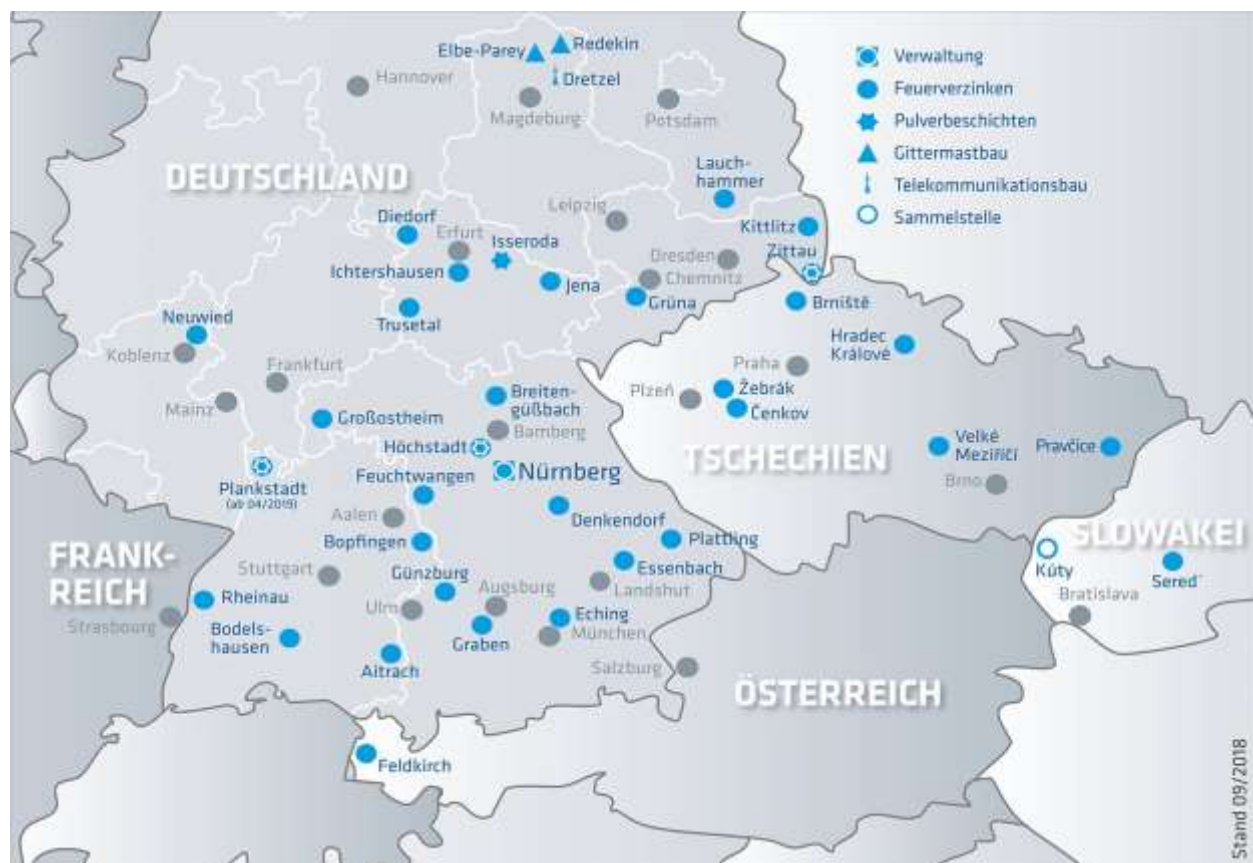 Elbe-Parey
Redekin
Dretzel
Hannover
Magdeburg
Potsdam
Verwaltung
Feuerverzinken
Pulverbeschichten
Gittermastbau
Telekommunikationsbau
Sammelstelle
DEUTSCHLAND
Lauch-
hammer
Leipzig
Diedorf
Erfurt
Isseroda
Kittlitz
Zittau
Dresden
Chemnitz
Ichtershausen
Jena
Grüna
Brniště
Trusetal
Neuwied
Koblenz
Hradec
Králové
Frankfurt
Praha
Mainz
Plzeň
Žebrák
Čenkov
Breiten-
güßbach
Großostheim
Bamberg
Höchstadt
TSCHECHIEN
Velké
Meziříčí
Pravčice
Brno
Nürnberg
Feuchtwangen
Plankstadt
(ab 04/2019)
Aalen
Denkendorf
Bopfingen
Plattling
Essenbach
FRANK-
REICH
SLOWAKEI
Kúty
Sered'
Bratislava
Stuttgart
Günzburg
Augsburg
Landshut
Rheinau
Strasbourg
Ulm
Eching
München
Bodels-
hausen
Graben
Aitrach
Salzburg
ÖSTERREICH
Feldkirch
Stand 09/2018